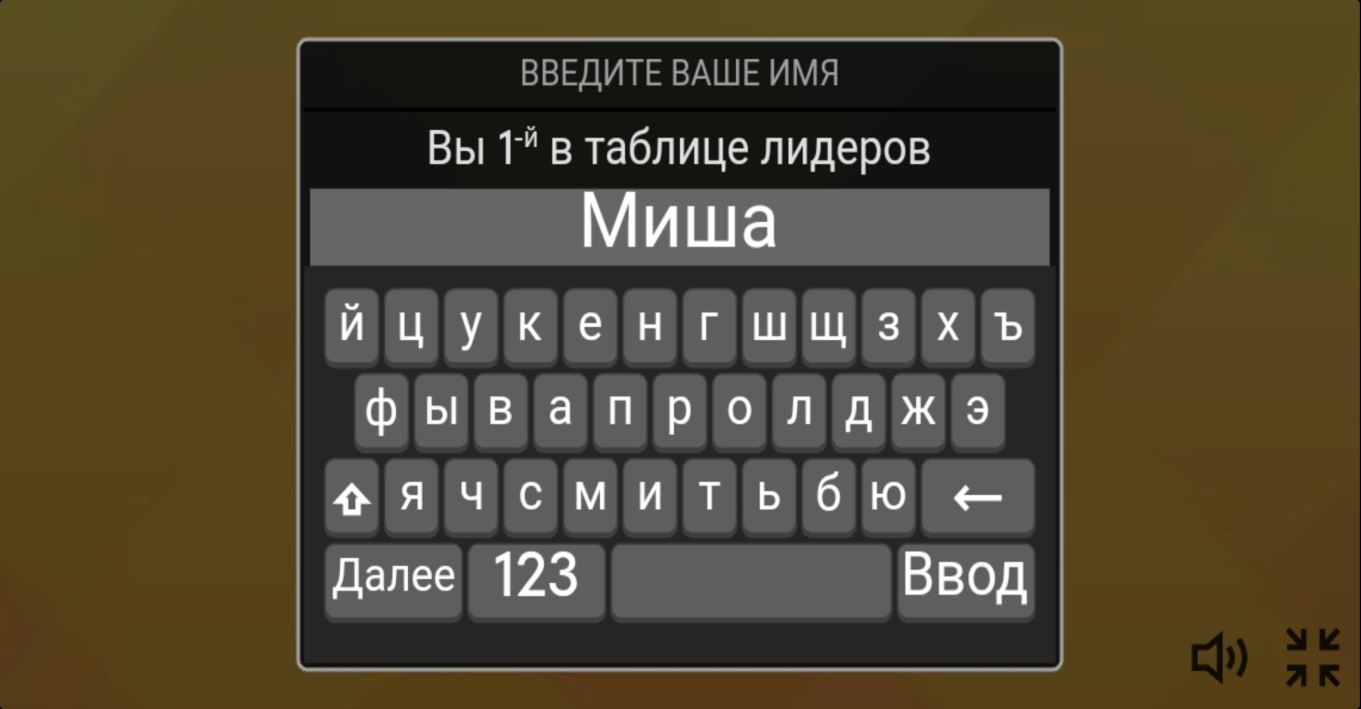 ВВЕДИТЕ ВАШЕ ИМЯ
Вы 1-й в таблице лидеров
Миша
й ц у к е н г ш щ з х ъ
ф ы в а п р о л д ж э
я ч с м и т ь б ю
Далее 123 Ввод